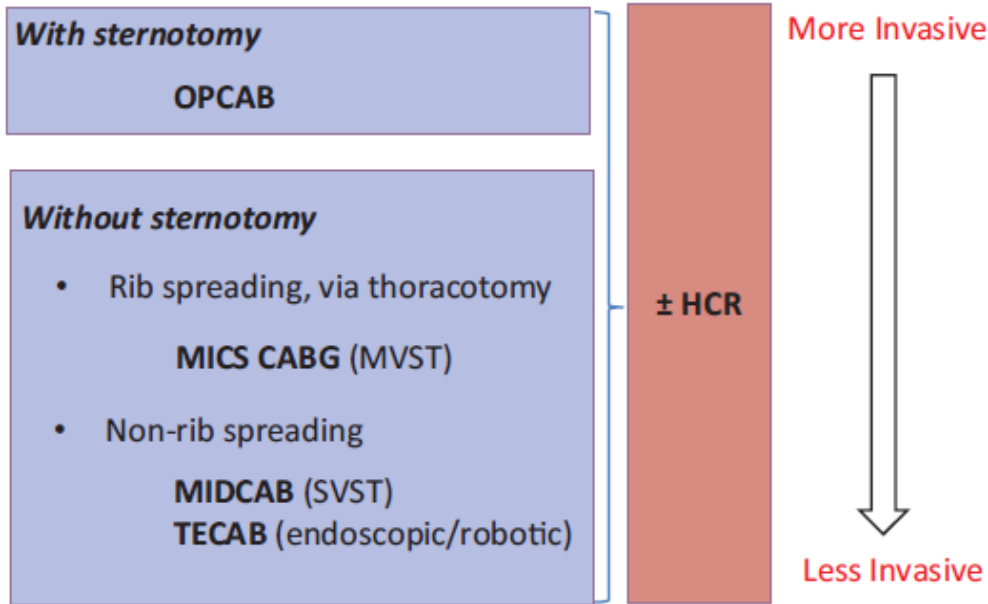 With sternotomy
OPCAB
Without sternotomy
• Rib spreading, via thoracotomy
MICS CABG (MVST)
• Non-rib spreading
MIDCAB (SVST)
TECAB (endoscopic/robotic)
± HCR
More Invasive
Less Invasive